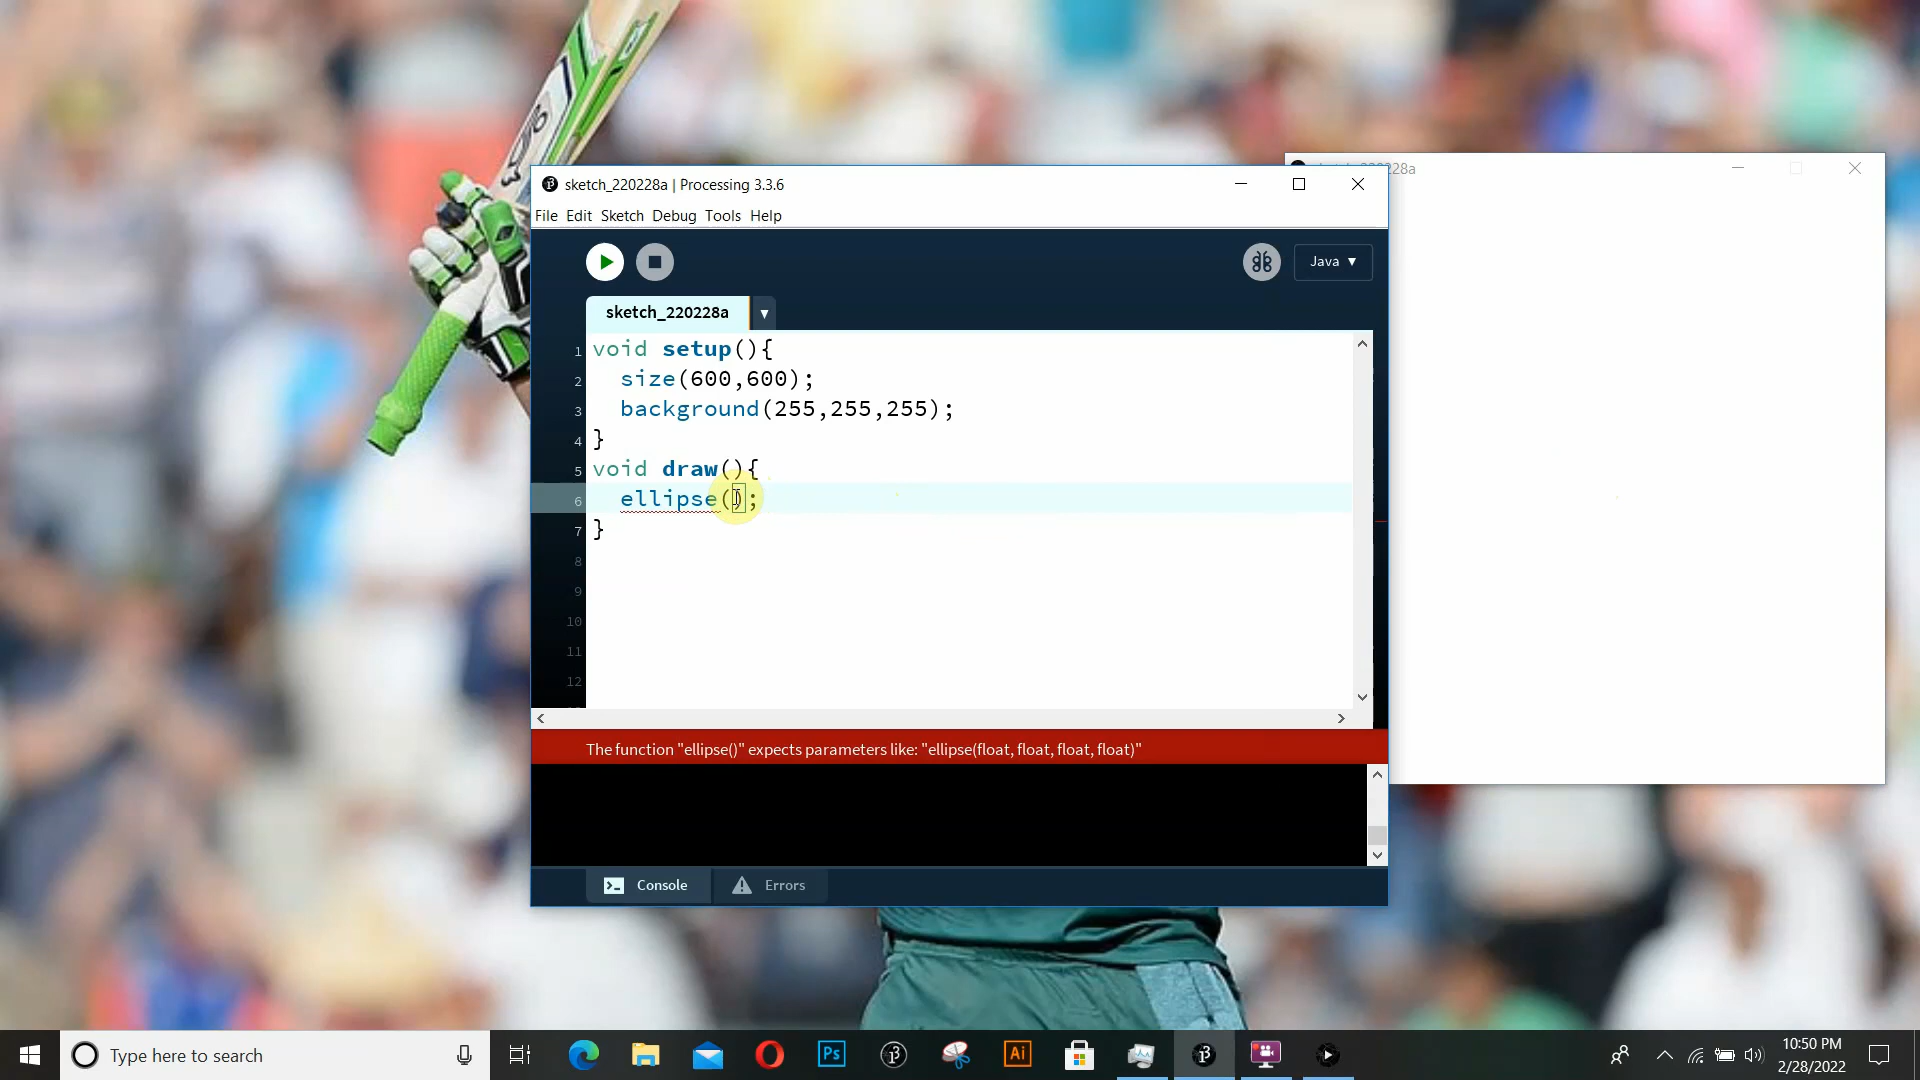 sketch_220228a | Processing 3.3.6
File Edit Sketch Debug Tools Help
Java ▼
sketch_220228a ▼
1 void setup(){
2 size(600,600);
3 background(255,255,255);
4 }
5 void draw(){
6 ellipse();
7 }
8
9
10
11
12
The function "ellipse()" expects parameters like: "ellipse(float, float, float, float)"
Console
Errors
Type here to search
Ps
Ai
10:50 PM
2/28/2022